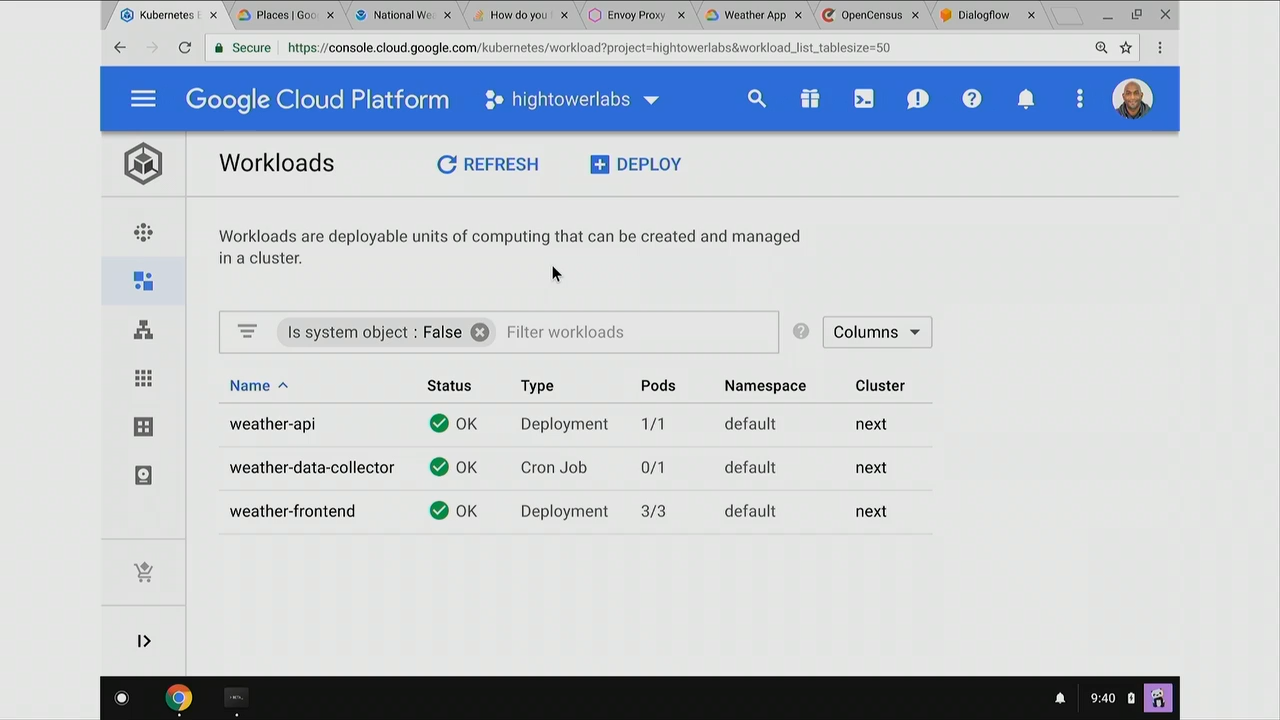 Kubernetes E
Places | Goo
National Wea
How do you
Envoy Proxy
Weather App
OpenCensus
Dialogflow
Secure
https://console.cloud.google.com/kubernetes/workload?project=hightowerlabs&workload_list_tablesize=50
Google Cloud Platform
hightowerlabs
Workloads
REFRESH
DEPLOY
Workloads are deployable units of computing that can be created and managed
in a cluster.
Is system object : False
Filter workloads
Columns
Name Status Type Pods Namespace Cluster
weather-api OK Deployment 1/1 default next
weather-data-collector OK Cron Job 0/1 default next
weather-frontend OK Deployment 3/3 default next
9:40